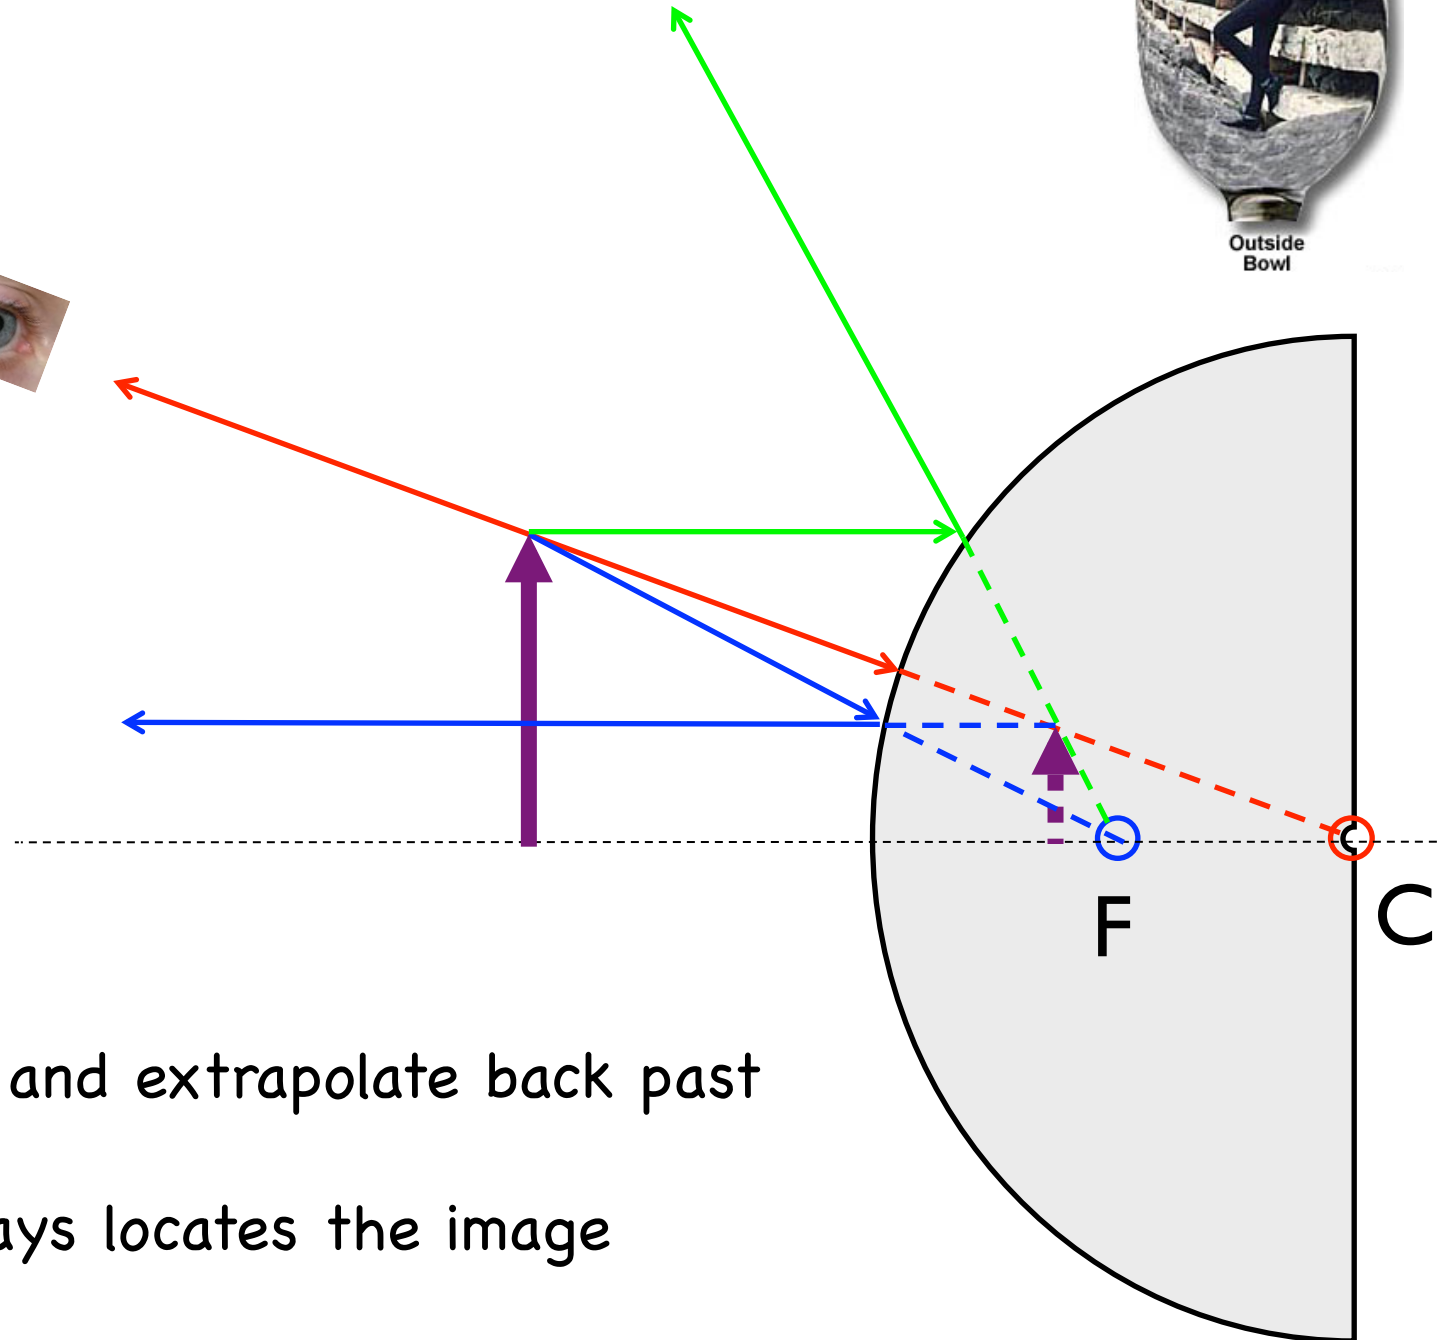 Outside
Bowl
F
C
and extrapolate back past
ays locates the image